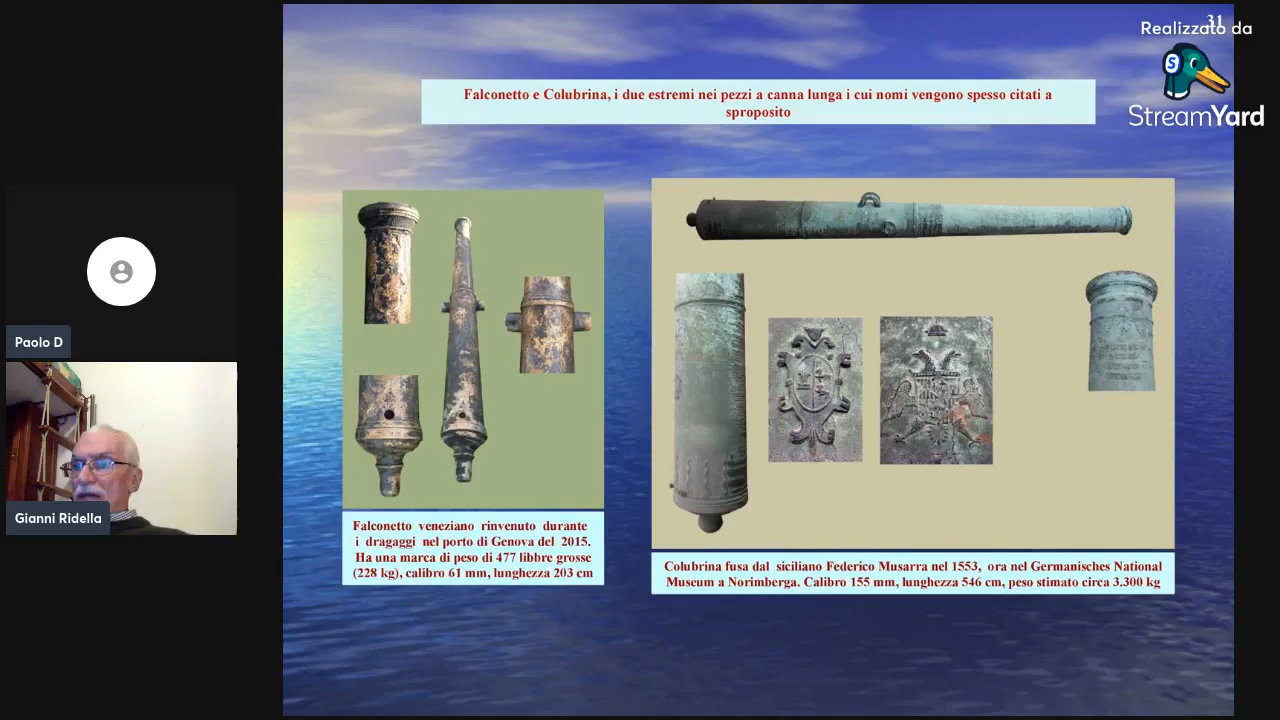 31
Realizzato da
StreamYard
Falconetto e Colubrina, i due estremi nei pezzi a canna lunga i cui nomi vengono spesso citati a
sproposito
Paolo D
Gianni Ridella
Falconetto veneziano rinvenuto durante
i dragaggi nel porto di Genova del 2015.
Ha una marca di peso di 477 libbre grosse
(228 kg), calibro 61 mm, lunghezza 203 cm
Colubrina fusa dal siciliano Federico Musarra nel 1553, ora nel Germanisches National
Museum a Norimberga. Calibro 155 mm, lunghezza 546 cm, peso stimato circa 3.300 kg